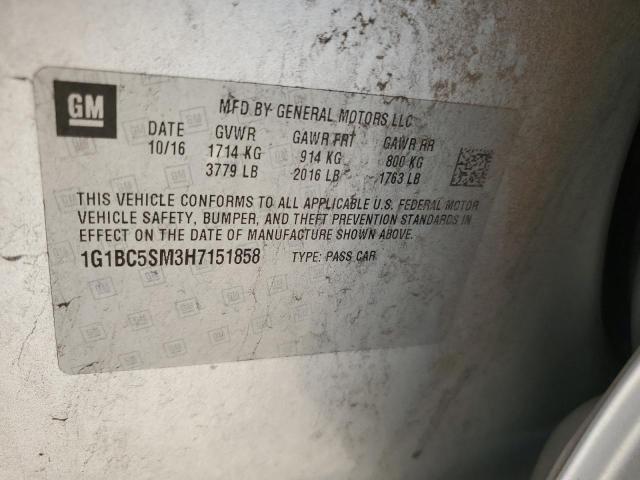 GM
MFD BY GENERAL MOTORS LLC
DATE GVWR GAWR FRT GAWR RR
10/16 1714 KG 914 KG 800 KG
3779 LB 2016 LB 1763 LB
THIS VEHICLE CONFORMS TO ALL APPLICABLE U.S. FEDERAL MOTOR
VEHICLE SAFETY, BUMPER, AND THEFT PREVENTION STANDARDS IN
EFFECT ON THE DATE OF MANUFACTURE SHOWN ABOVE.
1G1BC5SM3H7151858 TYPE: PASS CAR